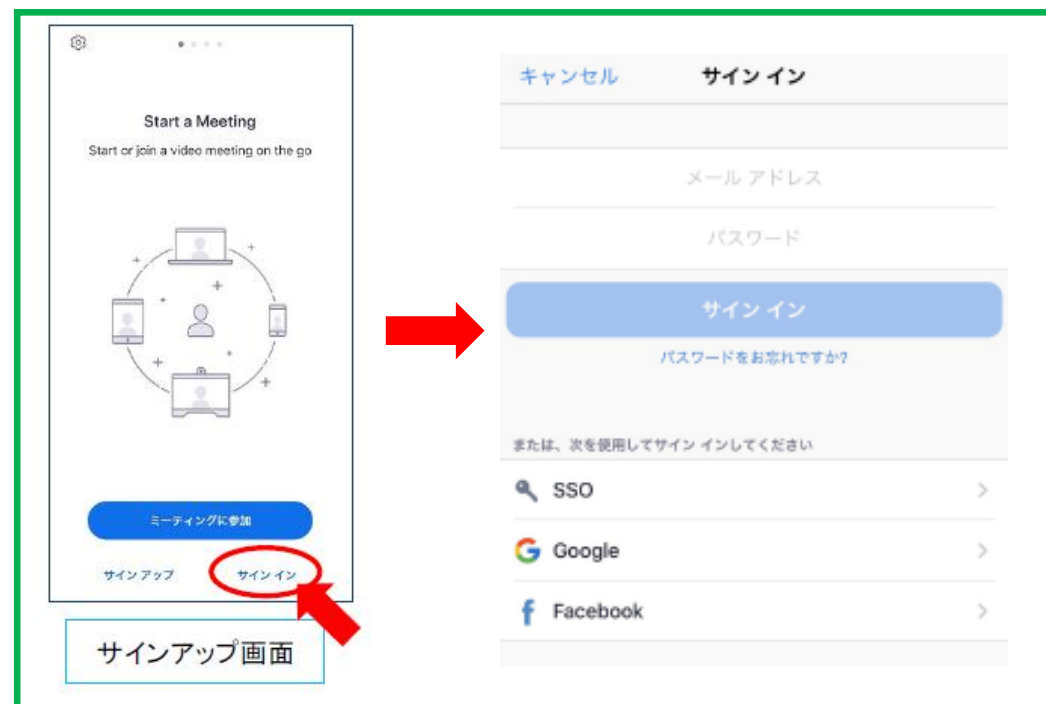 Start a Meeting
Start or join a video meeting on the go
ミーティングに参加
サインアップ サインイン
サインアップ画面
キャンセル サイン イン
メール アドレス
パスワード
サイン イン
パスワードをお忘れですか?
または、次を使用してサイン インしてください
SSO
Google
Facebook